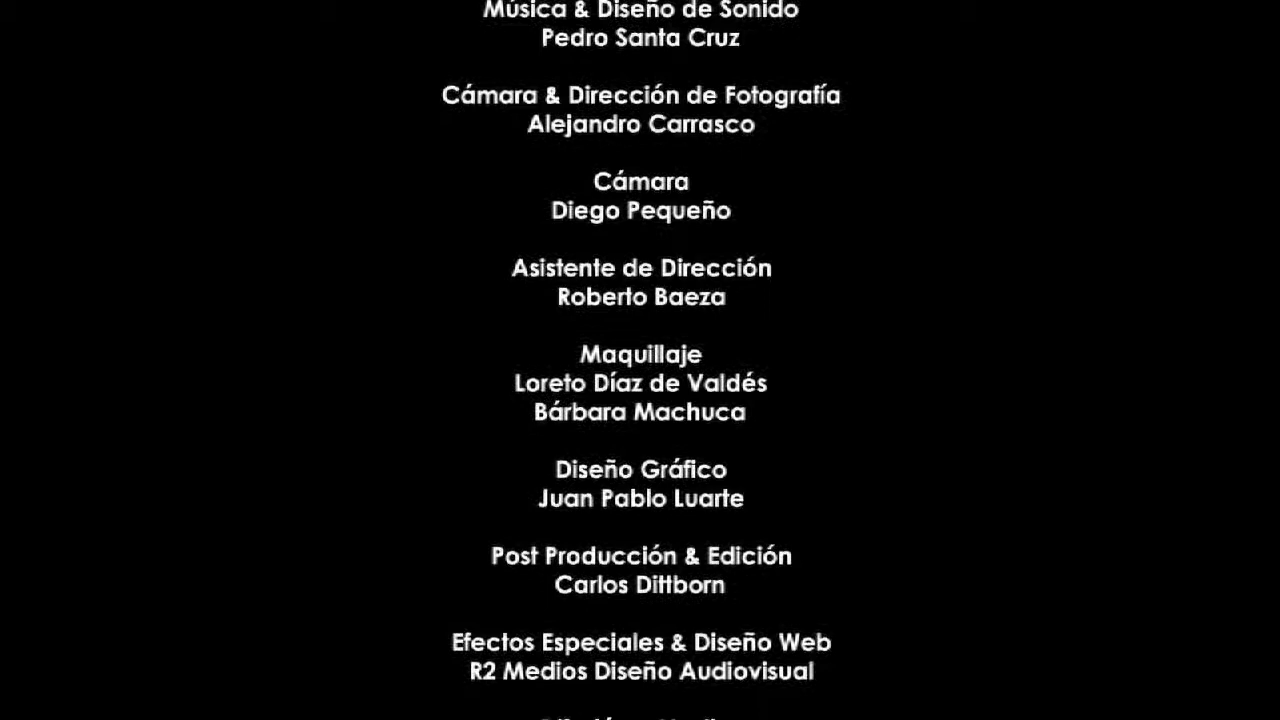 Música & Diseño de Sonido
Pedro Santa Cruz
Cámara & Dirección de Fotografía
Alejandro Carrasco
Cámara
Diego Pequeño
Asistente de Dirección
Roberto Baeza
Maquillaje
Loreto Díaz de Valdés
Bárbara Machuca
Diseño Gráfico
Juan Pablo Luarte
Post Producción & Edición
Carlos Dittborn
Efectos Especiales & Diseño Web
R2 Medios Diseño Audiovisual